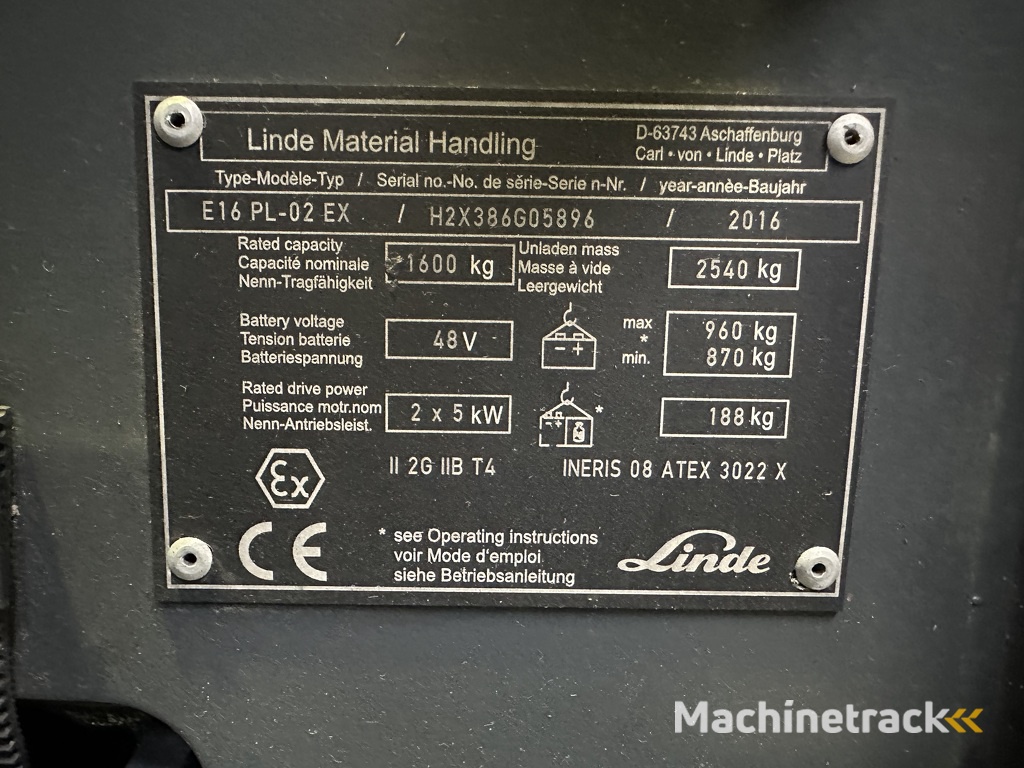 Linde Material Handling
D-63743 Aschaffenburg
Carl • von • Linde • Platz
Type-Modèle-Typ / Serial no.-No. de série-Serie n-Nr. / year-annèe-Baujahr
E16 PL-02 EX / H2X386G05896 / 2016
Rated capacity
Capacité nominale
Nenn-Tragfähigkeit
1600 kg
Unladen mass
Masse à vide
Leergewicht
2540 kg
Battery voltage
Tension batterie
Batteriespannung
48V
max
*
min.
960 kg
870 kg
Rated drive power
Puissance motr.nom
Nenn-Antriebsleist.
2 x 5 kW
*
188 kg
Ex
II 2G IIB T4
INERIS 08 ATEX 3022 X
CE
* see Operating instructions
voir Mode d'emploi
siehe Betriebsanleitung
Linde
Machinetrack